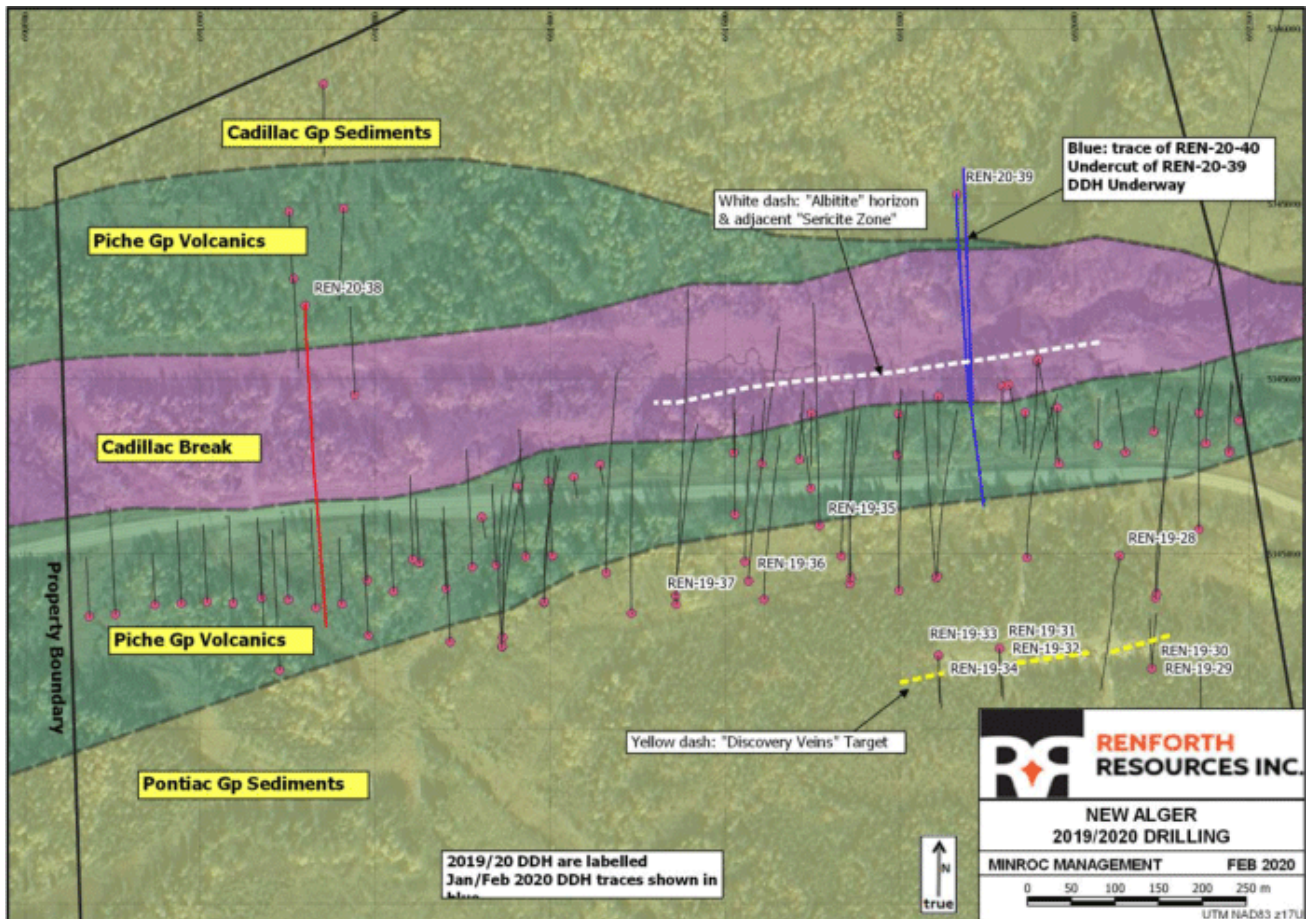 Cadillac Gp Sediments
Blue: trace of REN-20-40
Undercut of REN-20-39
DDH Underway
REN-20-39
White dash: "Albitite" horizon
& adjacent "Sericite Zone"
Piche Gp Volcanics
REN-20-38
Cadillac Break
REN-19-35
REN-19-28
REN-19-36
REN-19-37
Property Boundary
Piche Gp Volcanics
REN-19-33
REN-19-31
REN-19-32
REN-19-30
REN-19-34
REN-19-29
Yellow dash: "Discovery Veins" Target
Pontiac Gp Sediments
RENFORTH
RESOURCES INC.
NEW ALGER
2019/2020 DRILLING
MINROC MANAGEMENT FEB 2020
0 50 100 150 200 250 m
UTM NAD83 z17U
N
true
2019/20 DDH are labelled
Jan/Feb 2020 DDH traces shown in